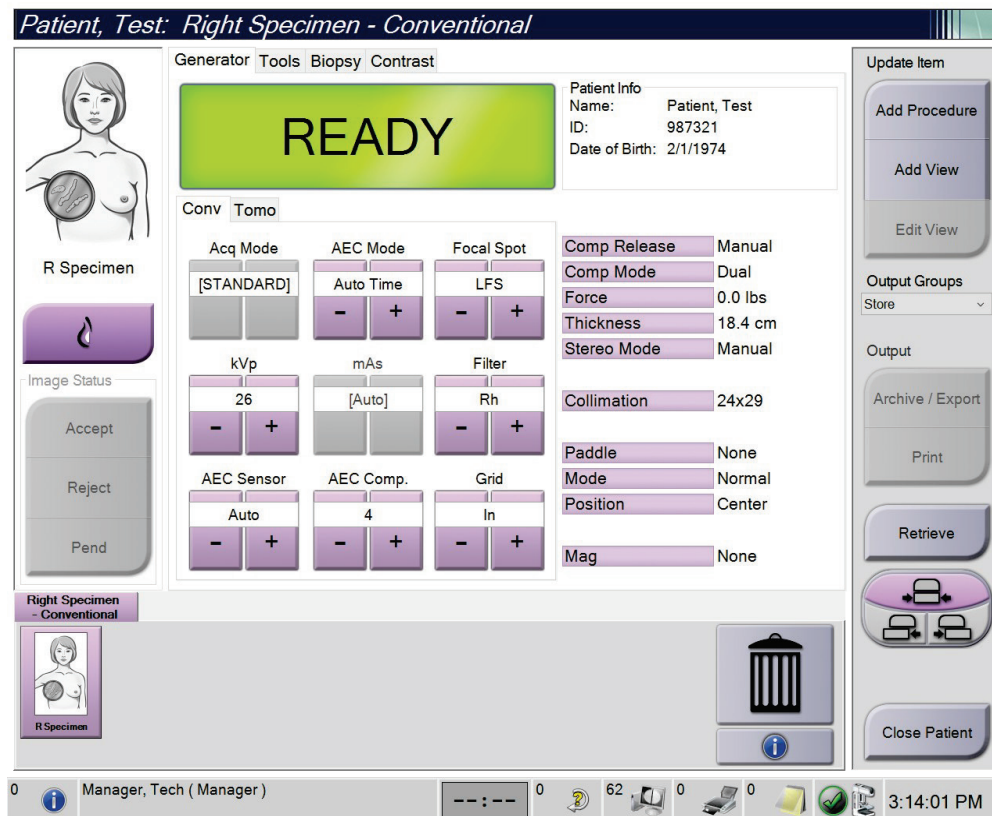 Patient, Test: Right Specimen - Conventional
Generator Tools Biopsy Contrast
READY
Patient Info
Name: Patient, Test
ID: 987321
Date of Birth: 2/1/1974
R Specimen
Image Status
Accept
Reject
Pend
Conv Tomo
Acq Mode AEC Mode Focal Spot
[STANDARD] Auto Time LFS
- + - +
kVp mAs Filter
26 [Auto] Rh
- + - +
AEC Sensor AEC Comp. Grid
Auto 4 In
- + - + - +
Comp Release Manual
Comp Mode Dual
Force 0.0 lbs
Thickness 18.4 cm
Stereo Mode Manual
Collimation 24x29
Paddle None
Mode Normal
Position Center
Mag None
Update Item
Add Procedure
Add View
Edit View
Output Groups
Store
Output
Archive / Export
Print
Retrieve
Close Patient
Right Specimen
- Conventional
R Specimen
0 Manager, Tech ( Manager ) --:-- 0 62 0 0 3:14:01 PM